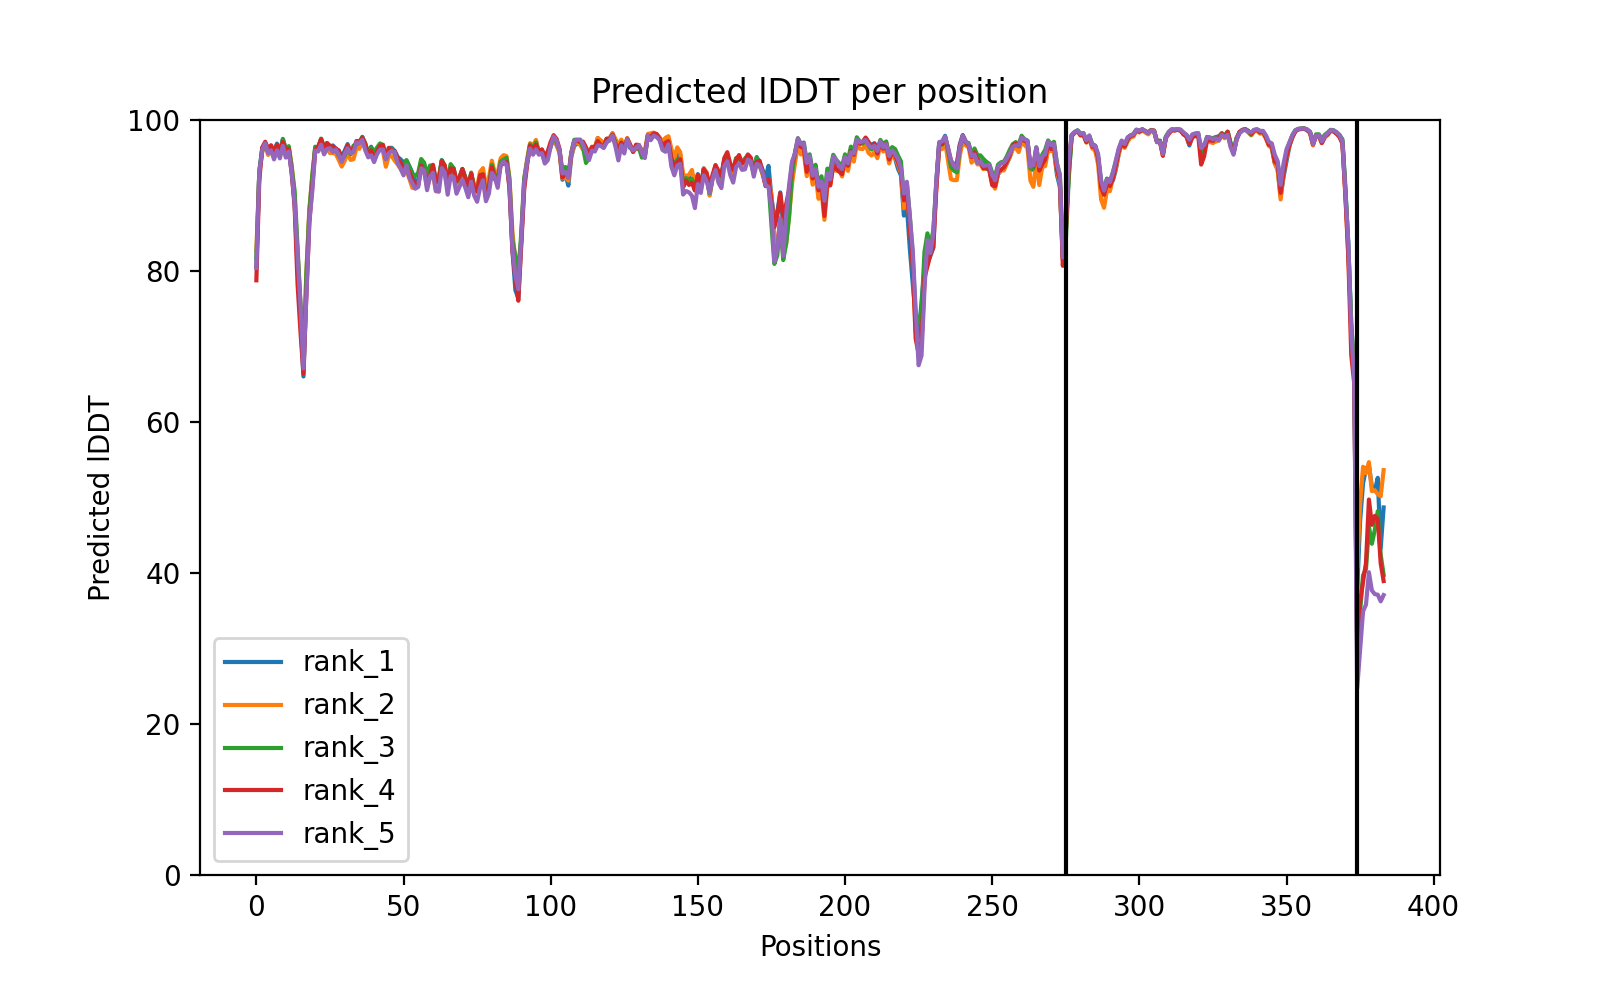 Predicted lDDT per position
100
80
60
40
20
0
Predicted lDDT
rank_1
rank_2
rank_3
rank_4
rank_5
0 50 100 150 200 250 300 350 400
Positions